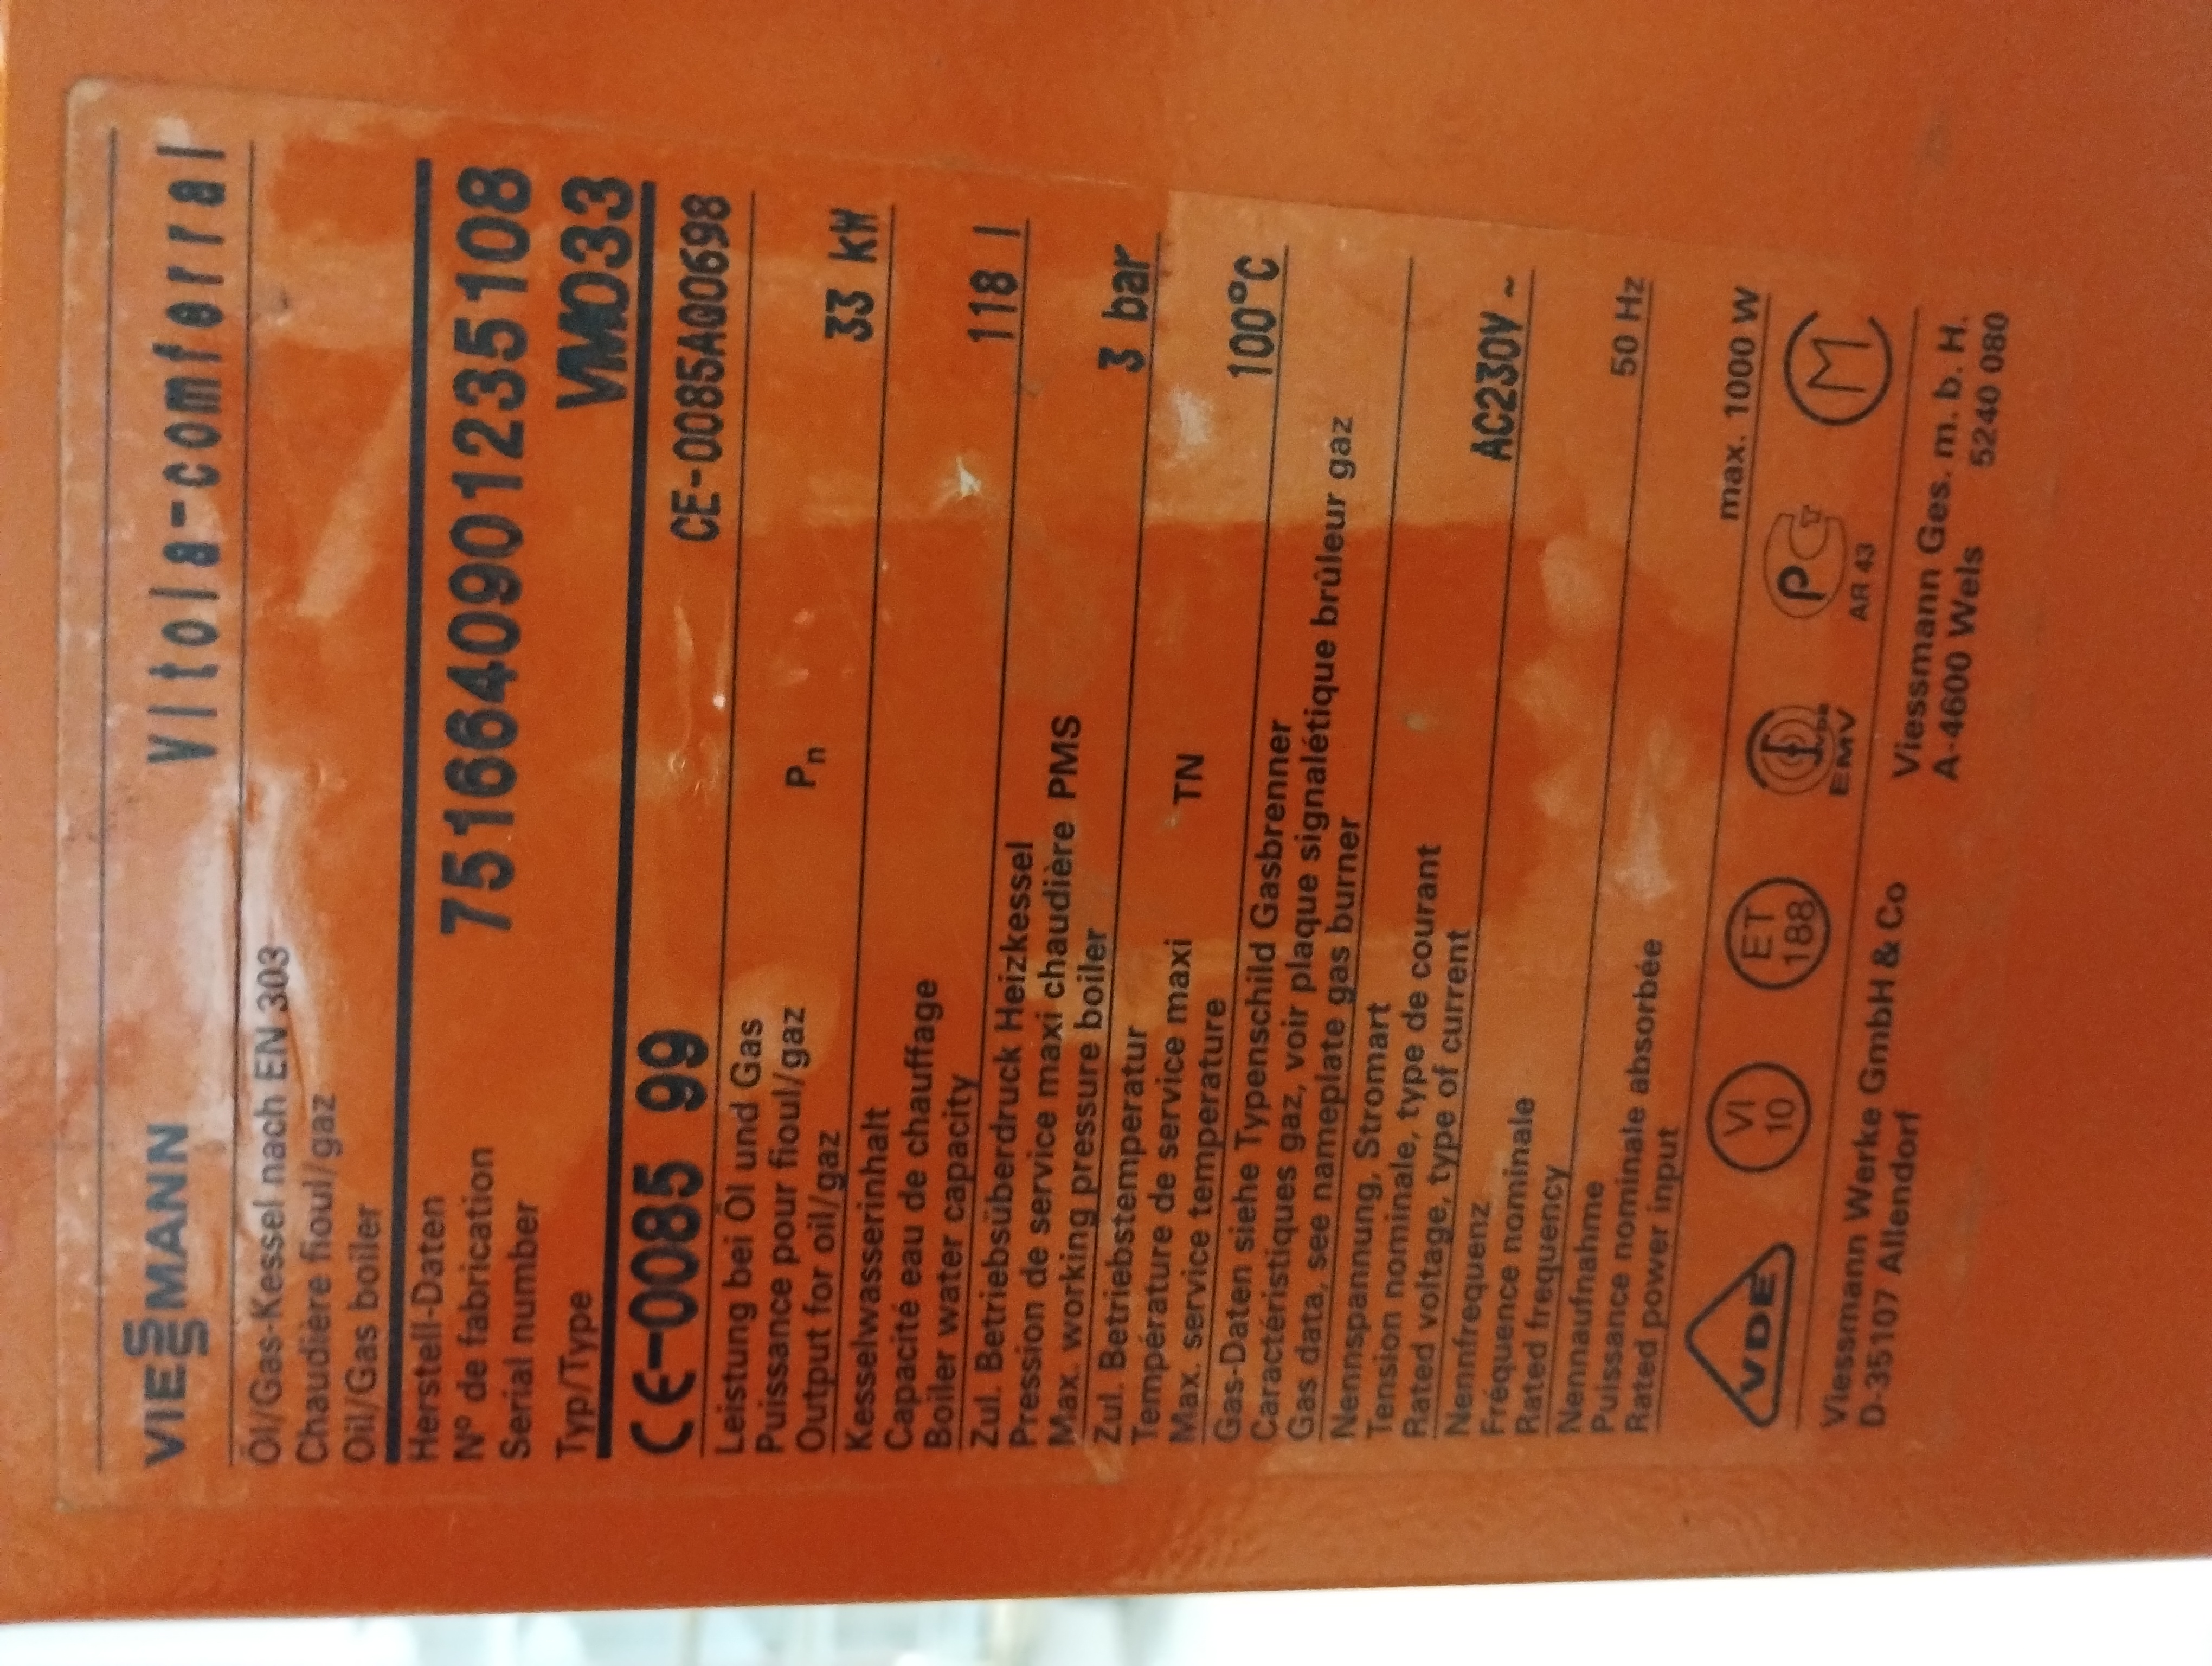 VIESSMANN Vitola-comferral
Öl/Gas-Kessel nach EN 303
Chaudière fioul/gaz
Oil/Gas boiler
Herstell-Daten
N° de fabrication 7516640901235108
Serial number
Typ/Type VM033
CE-0085 99 CE-0085AQ0698
Leistung bei Öl und Gas
Puissance pour fioul/gaz Pn 33 kW
Output for oil/gaz
Kesselwasserinhalt
Capacité eau de chauffage
Boiler water capacity 118 l
Zul. Betriebsüberdruck Heizkessel
Pression de service maxi chaudière PMS
Max. working pressure boiler 3 bar
Zul. Betriebstemperatur
Température de service maxi TN
Max. service temperature 100°C
Gas-Daten siehe Typenschild Gasbrenner
Caractéristiques gaz, voir plaque signalétique brûleur gaz
Gas data, see nameplate gas burner
Nennspannung, Stromart
Tension nominale, type de courant
Rated voltage, type of current AC230V ~
Nennfrequenz
Fréquence nominale
Rated frequency 50 Hz
Nennaufnahme
Puissance nominale absorbée
Rated power input max. 1000 W
VDE
VI
10
ET
188
EMV
PC
AR 43
M
Viessmann Werke GmbH & Co
D-35107 Allendorf
Viessmann Ges. m. b. H.
A-4600 Wels 5240 080